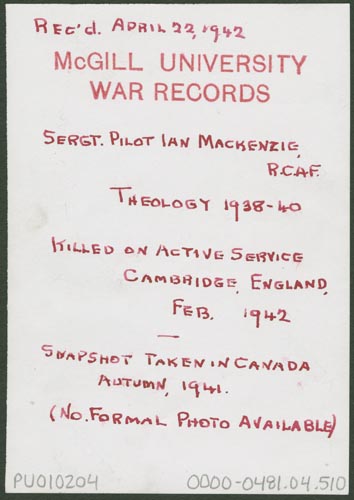 Rec'd. April 22, 1942
McGILL UNIVERSITY
WAR RECORDS
Sergt. Pilot Ian Mackenzie,
R.C.A.F.
Theology 1938-40
Killed on Active Service
Cambridge, England,
Feb. 1942
—
Snapshot Taken in Canada
Autumn, 1941.
(No. Formal Photo Available)
PU010204 0000-0481.04.510